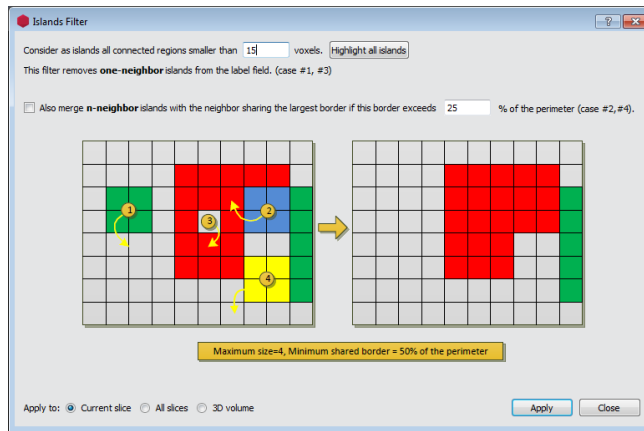 Islands Filter
Consider as islands all connected regions smaller than 15 voxels. Highlight all islands
This filter removes one-neighbor islands from the label field. (case #1, #3)
Also merge n-neighbor islands with the neighbor sharing the largest border if this border exceeds 25 % of the perimeter (case #2,#4).
1
2
3
4
Maximum size=4, Minimum shared border = 50% of the perimeter
Apply to: Current slice All slices 3D volume Apply Close